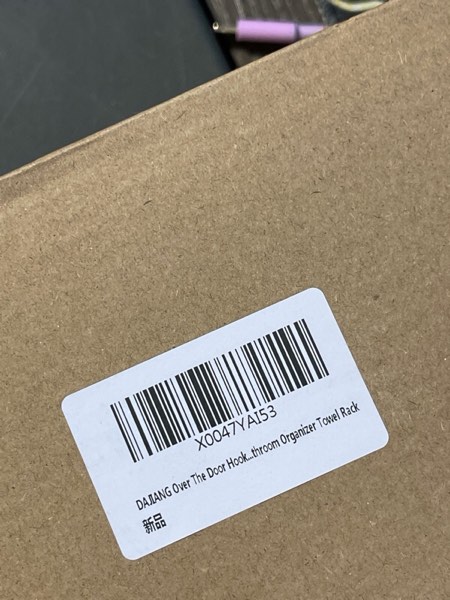 X0047YAI53
DAJIANG Over The Door Hook...throom Organizer Towel Rack
新品